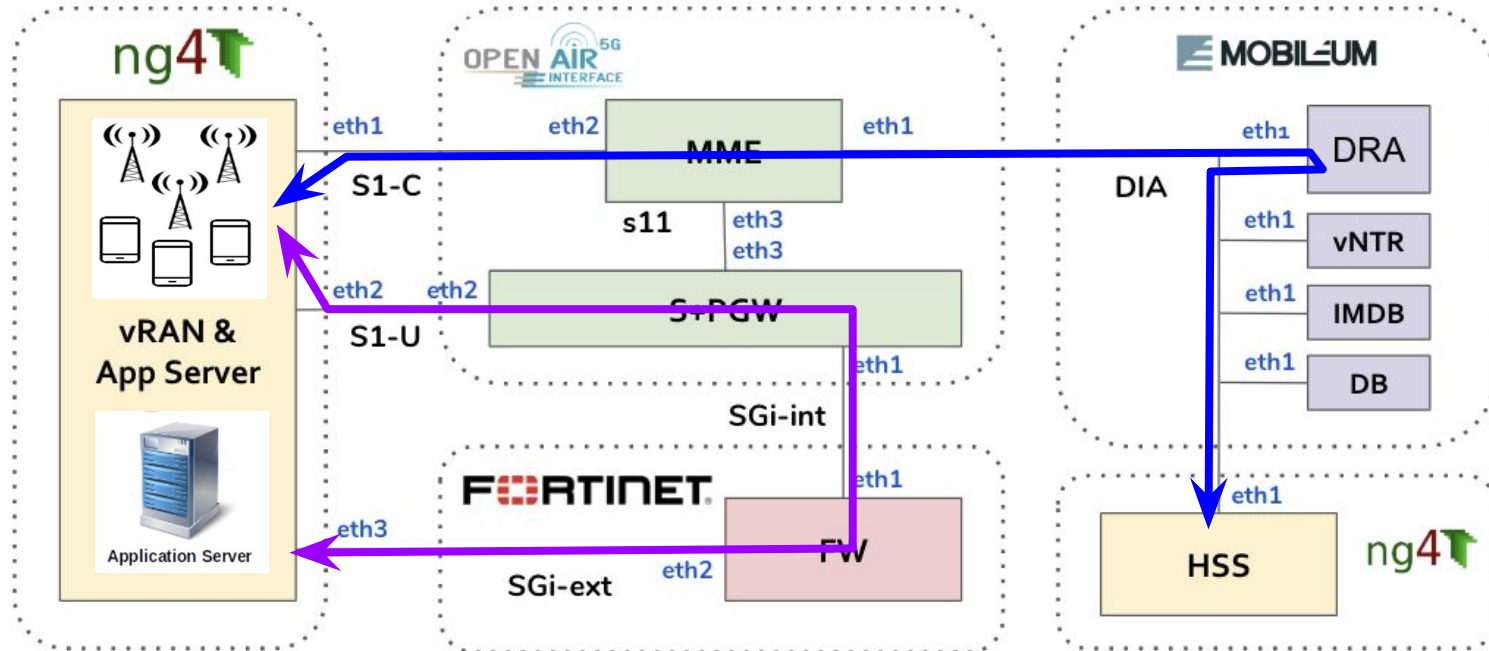 ng4T
vRAN &
App Server
Application Server
eth1
S1-C
eth2
S1-U
eth3
SGi-ext
OPEN AIR 5G
INTERFACE
eth2
MME
eth1
s11
eth3
eth3
eth2
S+PGW
eth1
SGi-int
FORTINET®
eth1
FW
eth2
MOBILEUM
DIA
eth1
DRA
eth1
vNTR
eth1
IMDB
eth1
DB
eth1
HSS
ng4T